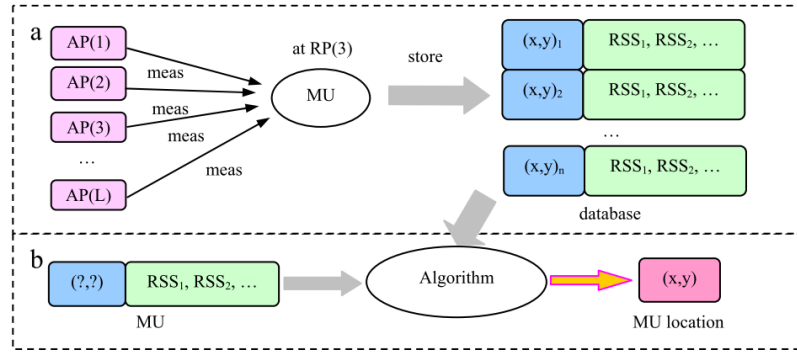 a
AP(1)
AP(2)
AP(3)
…
AP(L)
meas
meas
meas
meas
at RP(3)
MU
store
(x,y)₁ RSS₁, RSS₂, …
(x,y)₂ RSS₁, RSS₂, …
…
(x,y)ₙ RSS₁, RSS₂, …
database
b
(?,?) RSS₁, RSS₂, …
MU
Algorithm
(x,y)
MU location